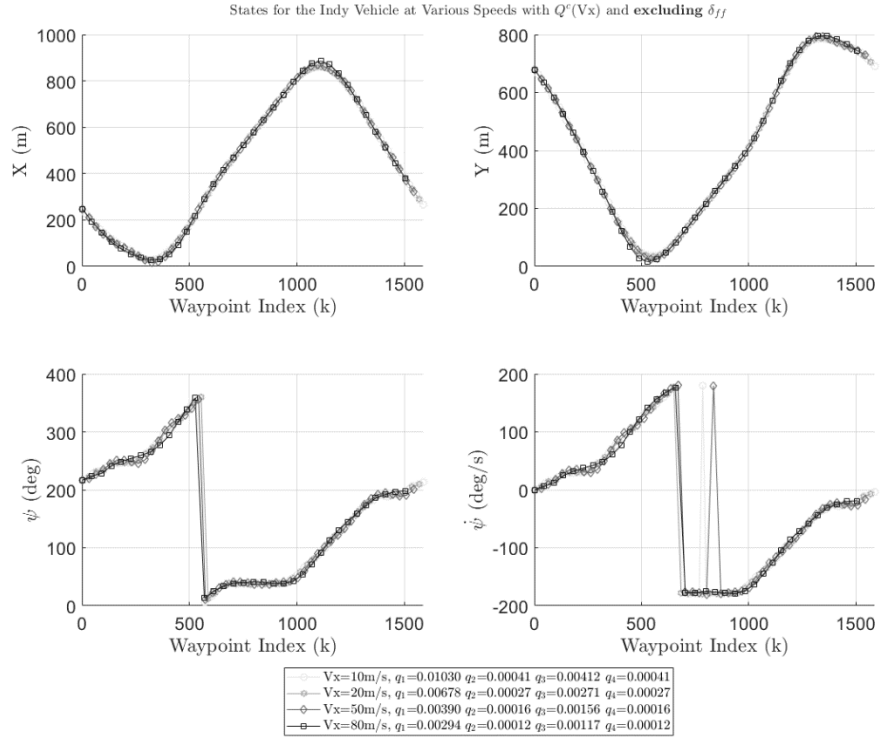 States for the Indy Vehicle at Various Speeds with Qᶜ(Vx) and excluding δ_ff
1000
800
600
400
200
0
X (m)
0 500 1000 1500
Waypoint Index (k)
1000
800
600
400
200
0
Y (m)
0 500 1000 1500
Waypoint Index (k)
400
300
200
100
0
ψ (deg)
0 500 1000 1500
Waypoint Index (k)
200
100
0
-100
-200
ψ̇ (deg/s)
0 500 1000 1500
Waypoint Index (k)
Vx=10m/s, q₁=0.01030 q₂=0.00041 q₃=0.00412 q₄=0.00041
Vx=20m/s, q₁=0.00678 q₂=0.00027 q₃=0.00271 q₄=0.00027
Vx=50m/s, q₁=0.00390 q₂=0.00016 q₃=0.00156 q₄=0.00016
Vx=80m/s, q₁=0.00294 q₂=0.00012 q₃=0.00117 q₄=0.00012